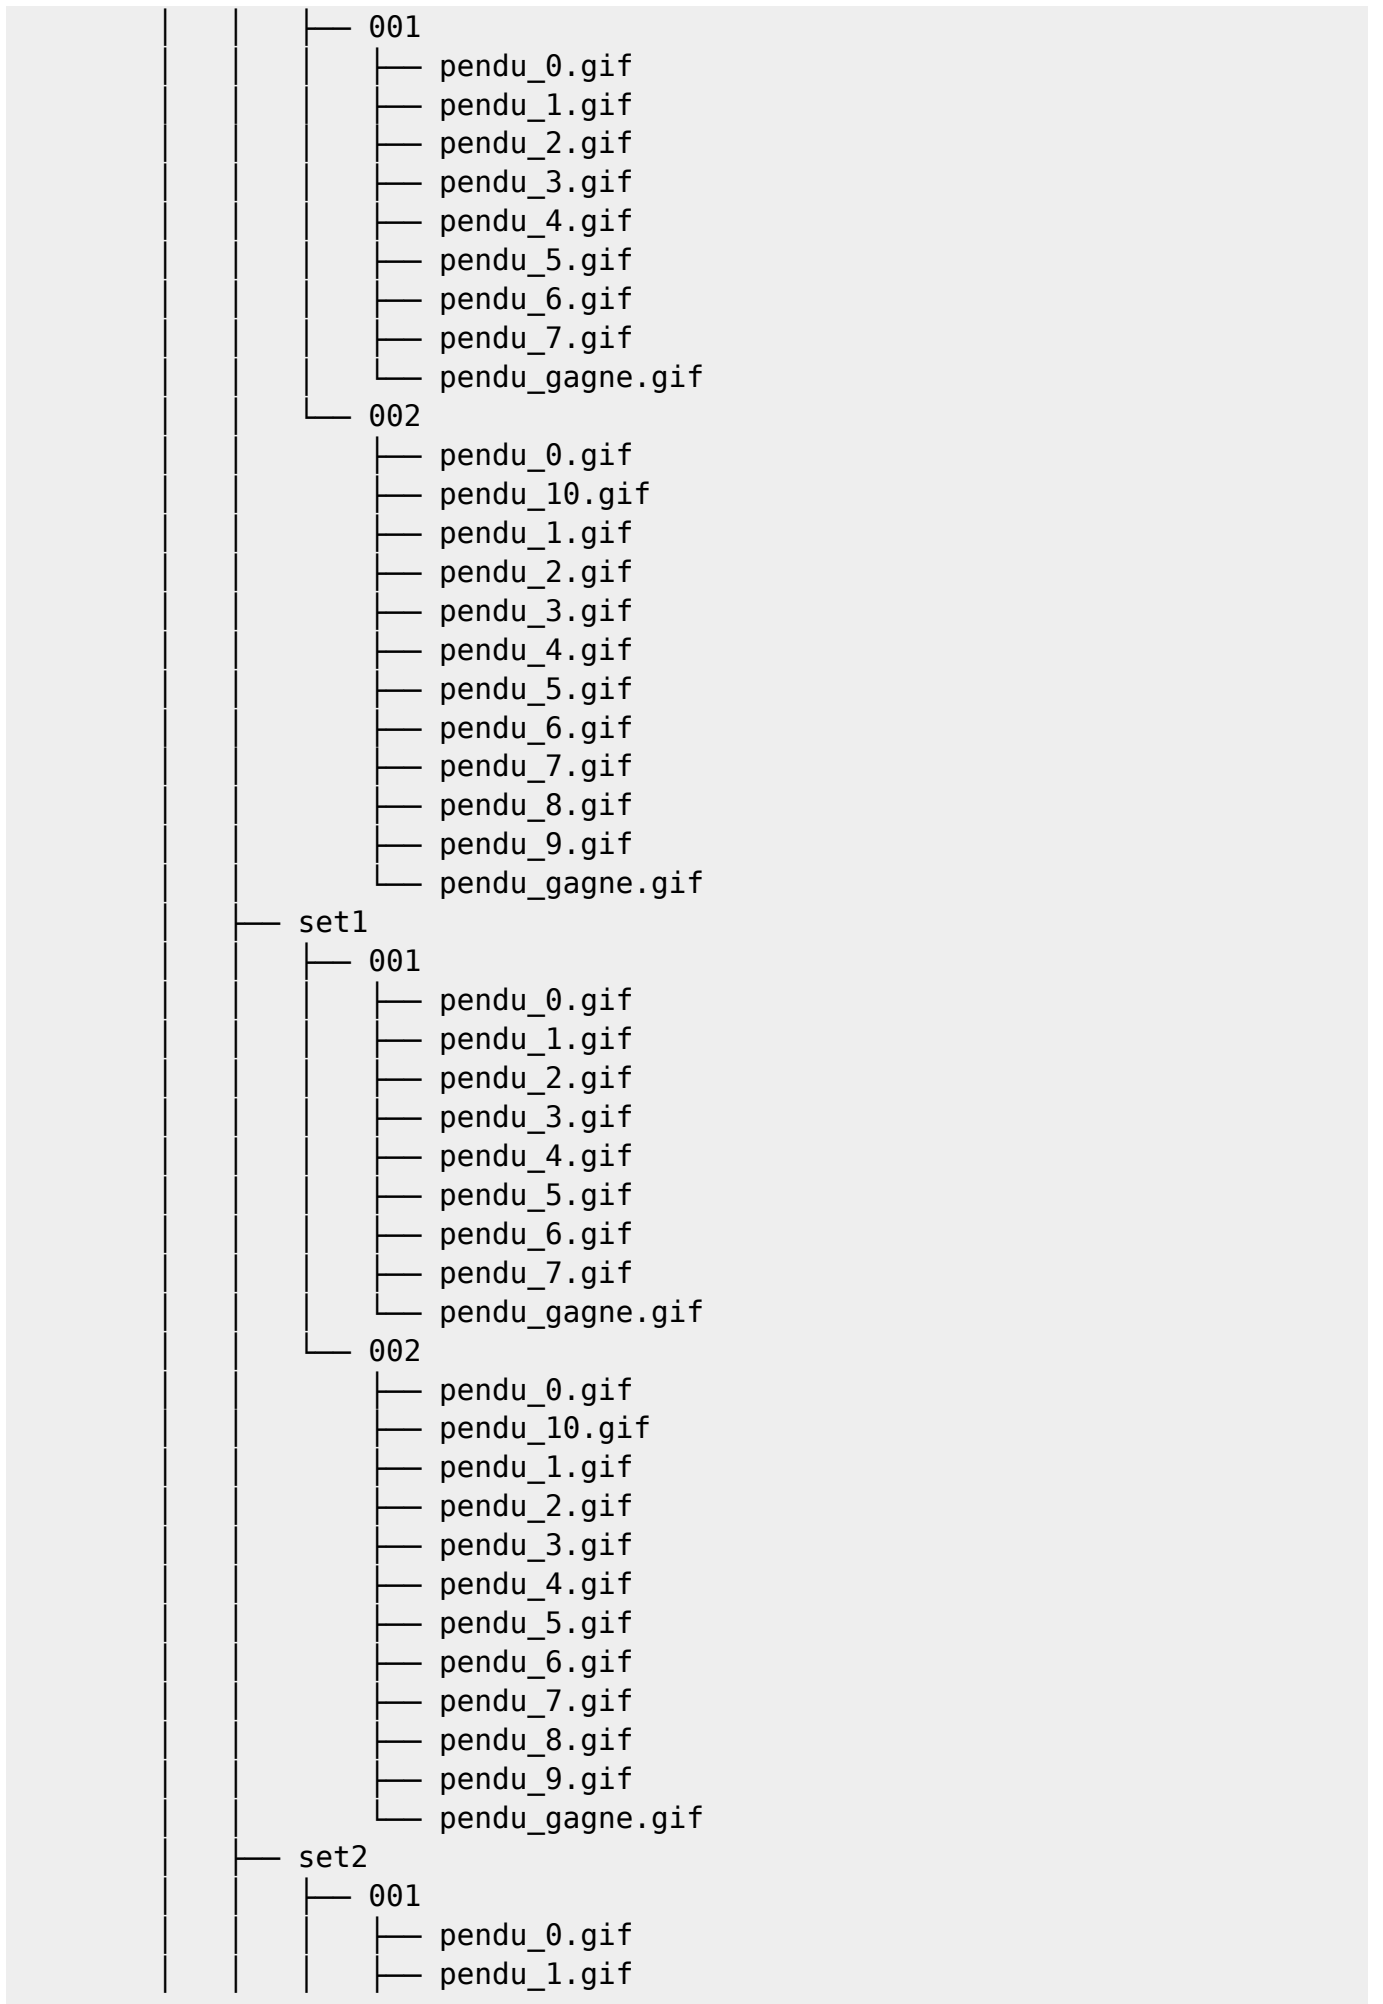 │   │   ├── 001
│   │   │   ├── pendu_0.gif
│   │   │   ├── pendu_1.gif
│   │   │   ├── pendu_2.gif
│   │   │   ├── pendu_3.gif
│   │   │   ├── pendu_4.gif
│   │   │   ├── pendu_5.gif
│   │   │   ├── pendu_6.gif
│   │   │   ├── pendu_7.gif
│   │   │   └── pendu_gagne.gif
│   │   └── 002
│   │       ├── pendu_0.gif
│   │       ├── pendu_10.gif
│   │       ├── pendu_1.gif
│   │       ├── pendu_2.gif
│   │       ├── pendu_3.gif
│   │       ├── pendu_4.gif
│   │       ├── pendu_5.gif
│   │       ├── pendu_6.gif
│   │       ├── pendu_7.gif
│   │       ├── pendu_8.gif
│   │       ├── pendu_9.gif
│   │       └── pendu_gagne.gif
│   ├── set1
│   │   ├── 001
│   │   │   ├── pendu_0.gif
│   │   │   ├── pendu_1.gif
│   │   │   ├── pendu_2.gif
│   │   │   ├── pendu_3.gif
│   │   │   ├── pendu_4.gif
│   │   │   ├── pendu_5.gif
│   │   │   ├── pendu_6.gif
│   │   │   ├── pendu_7.gif
│   │   │   └── pendu_gagne.gif
│   │   └── 002
│   │       ├── pendu_0.gif
│   │       ├── pendu_10.gif
│   │       ├── pendu_1.gif
│   │       ├── pendu_2.gif
│   │       ├── pendu_3.gif
│   │       ├── pendu_4.gif
│   │       ├── pendu_5.gif
│   │       ├── pendu_6.gif
│   │       ├── pendu_7.gif
│   │       ├── pendu_8.gif
│   │       ├── pendu_9.gif
│   │       └── pendu_gagne.gif
│   ├── set2
│   │   ├── 001
│   │   │   ├── pendu_0.gif
│   │   │   ├── pendu_1.gif